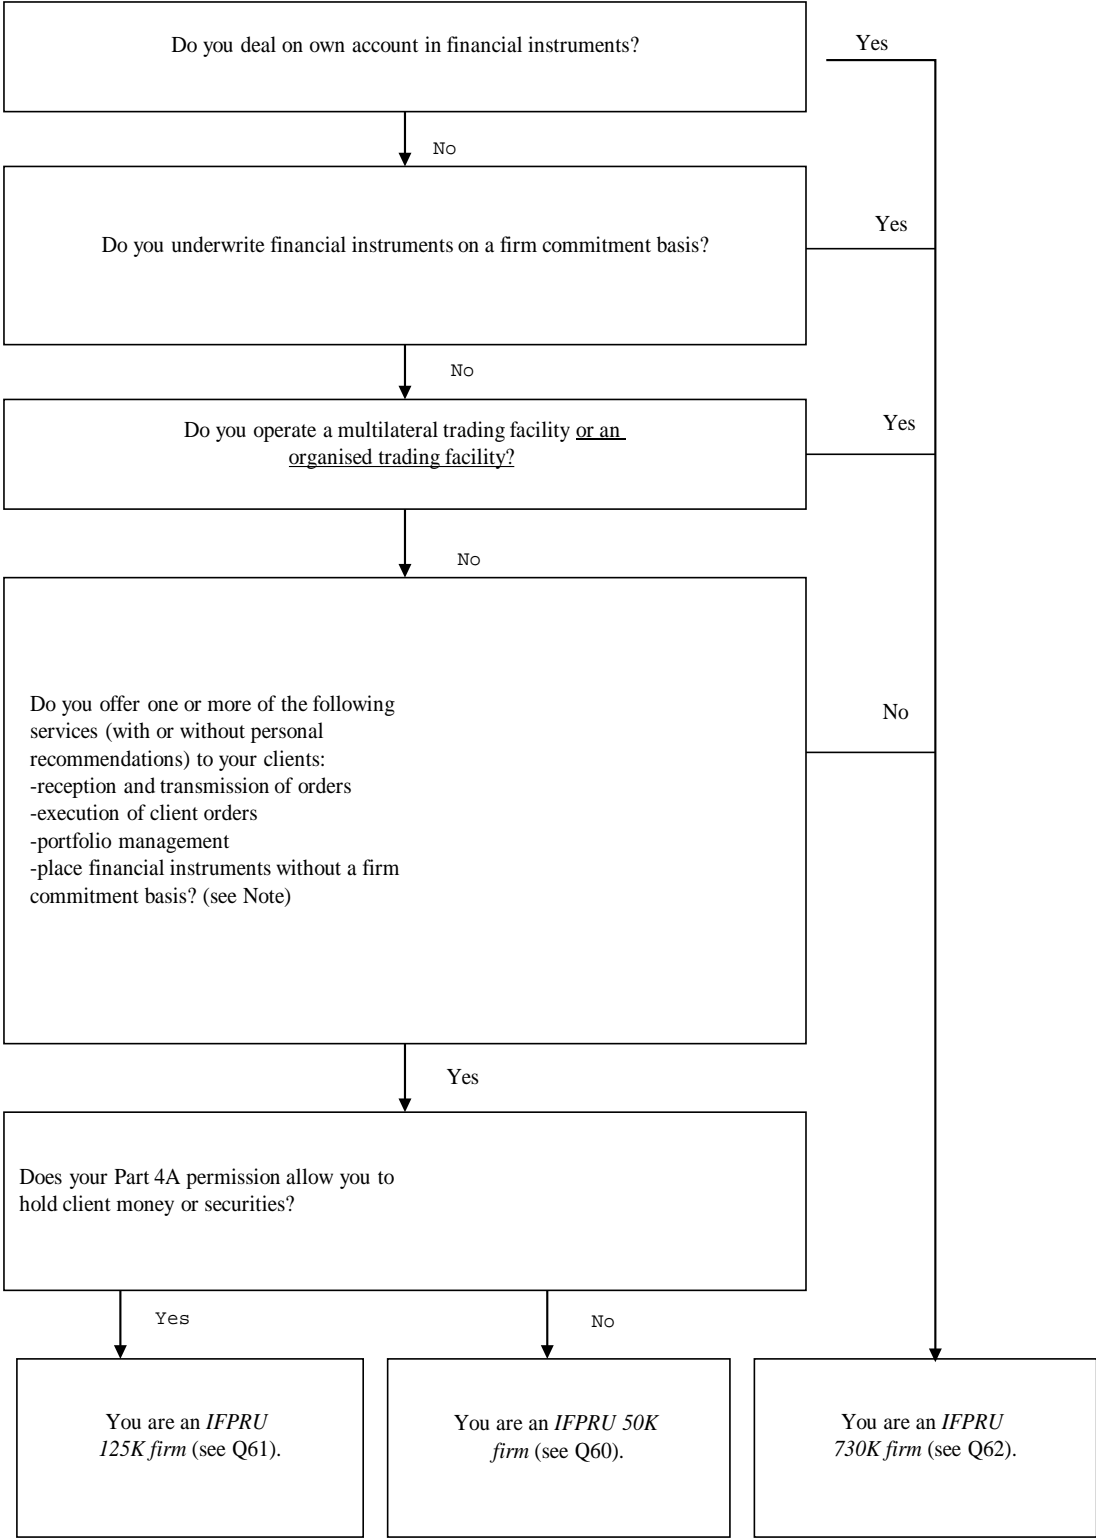 Do you deal on own account in financial instruments?
Yes
No
Do you underwrite financial instruments on a firm commitment basis?
Yes
No
Do you operate a multilateral trading facility or an
organised trading facility?
Yes
No
Do you offer one or more of the following
services (with or without personal
recommendations) to your clients:
-reception and transmission of orders
-execution of client orders
-portfolio management
-place financial instruments without a firm
commitment basis? (see Note)
No
Yes
Does your Part 4A permission allow you to
hold client money or securities?
Yes
No
You are an IFPRU
125K firm (see Q61).
You are an IFPRU 50K
firm (see Q60).
You are an IFPRU
730K firm (see Q62).